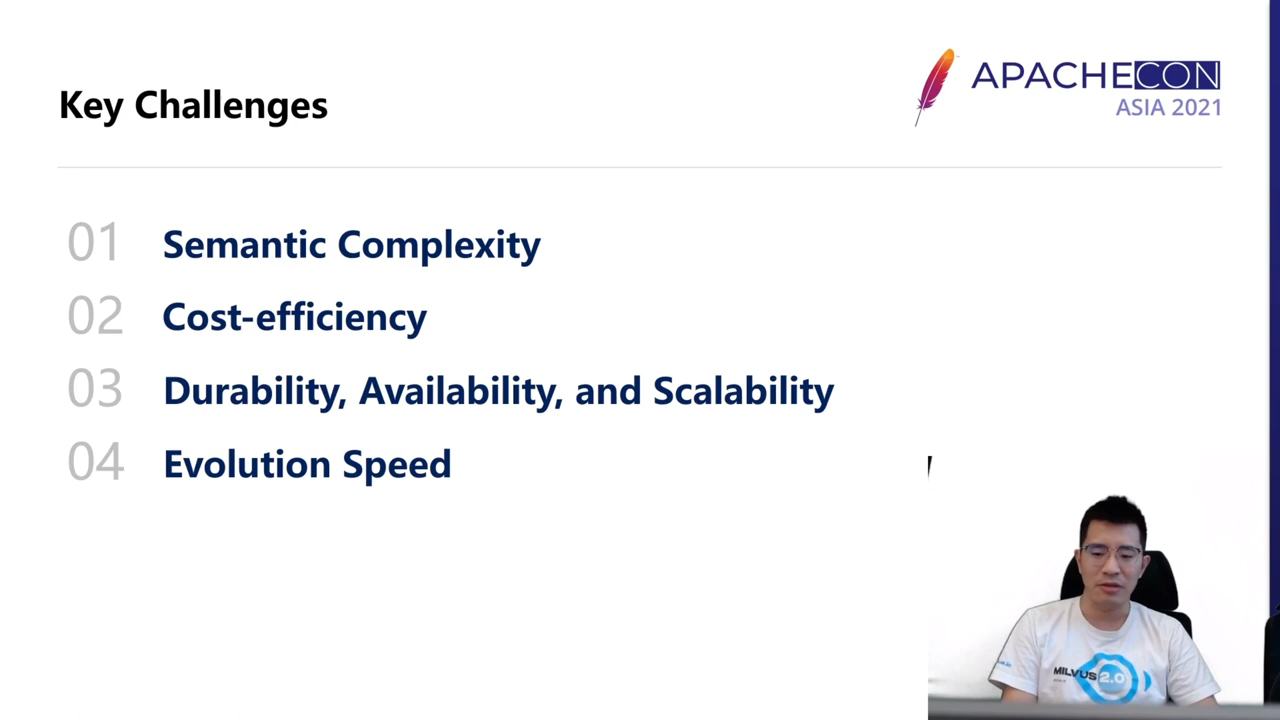 Key Challenges
APACHECON
ASIA 2021
01 Semantic Complexity
02 Cost-efficiency
03 Durability, Availability, and Scalability
04 Evolution Speed
MILVUS 2.0